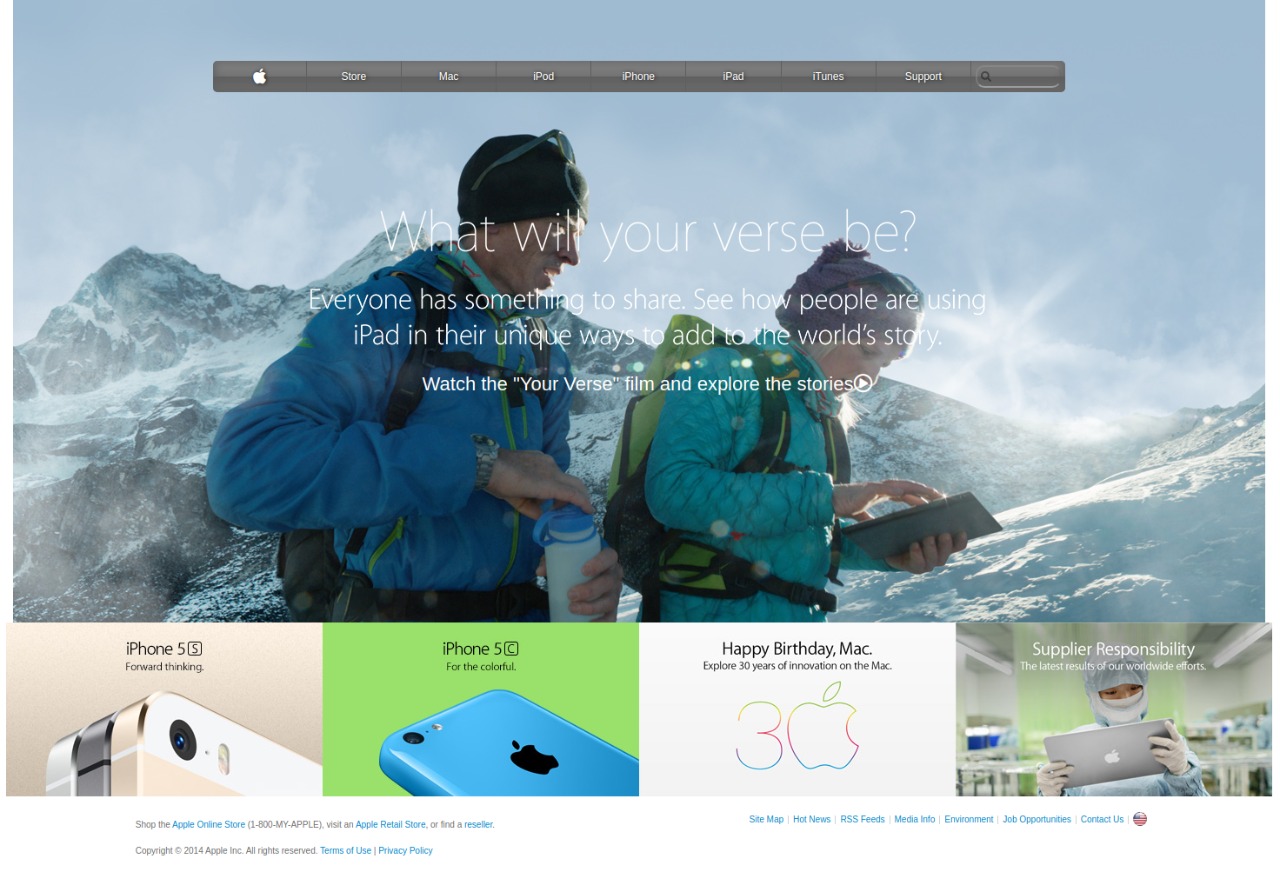 Store Mac iPod iPhone iPad iTunes Support
What will your verse be?
Everyone has something to share. See how people are using
iPad in their unique ways to add to the world's story.
Watch the "Your Verse" film and explore the stories
iPhone 5S
Forward thinking.
iPhone 5C
For the colorful.
Happy Birthday, Mac.
Explore 30 years of innovation on the Mac.
30
Supplier Responsibility
The latest results of our worldwide efforts.
Shop the Apple Online Store (1-800-MY-APPLE), visit an Apple Retail Store, or find a reseller.
Site Map | Hot News | RSS Feeds | Media Info | Environment | Job Opportunities | Contact Us |
Copyright © 2014 Apple Inc. All rights reserved. Terms of Use | Privacy Policy